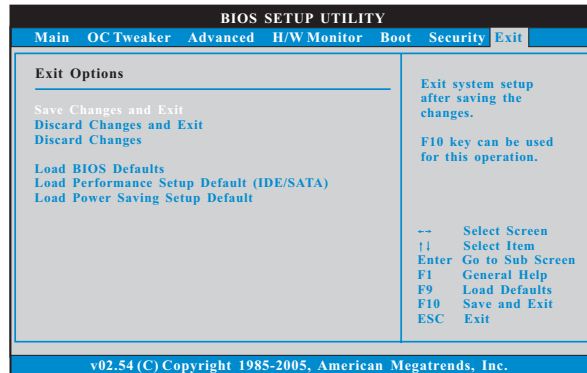 BIOS SETUP UTILITY
Main OC Tweaker Advanced H/W Monitor Boot Security Exit
Exit Options
Save Changes and Exit
Discard Changes and Exit
Discard Changes
Load BIOS Defaults
Load Performance Setup Default (IDE/SATA)
Load Power Saving Setup Default
Exit system setup
after saving the
changes.
F10 key can be used
for this operation.
←→ Select Screen
↑↓ Select Item
Enter Go to Sub Screen
F1 General Help
F9 Load Defaults
F10 Save and Exit
ESC Exit
v02.54 (C) Copyright 1985-2005, American Megatrends, Inc.